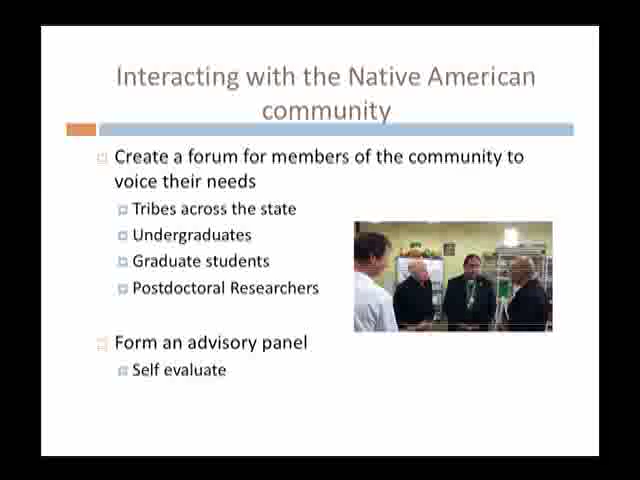 Interacting with the Native American
community
Create a forum for members of the community to
voice their needs
Tribes across the state
Undergraduates
Graduate students
Postdoctoral Researchers
Form an advisory panel
Self evaluate